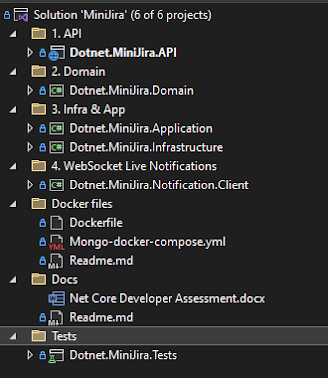 Solution 'MiniJira' (6 of 6 projects)
1. API
Dotnet.MiniJira.API
2. Domain
Dotnet.MiniJira.Domain
3. Infra & App
Dotnet.MiniJira.Application
Dotnet.MiniJira.Infrastructure
4. WebSocket Live Notifications
Dotnet.MiniJira.Notification.Client
Docker files
Dockerfile
Mongo-docker-compose.yml
Readme.md
Docs
Net Core Developer Assessment.docx
Readme.md
Tests
Dotnet.MiniJira.Tests